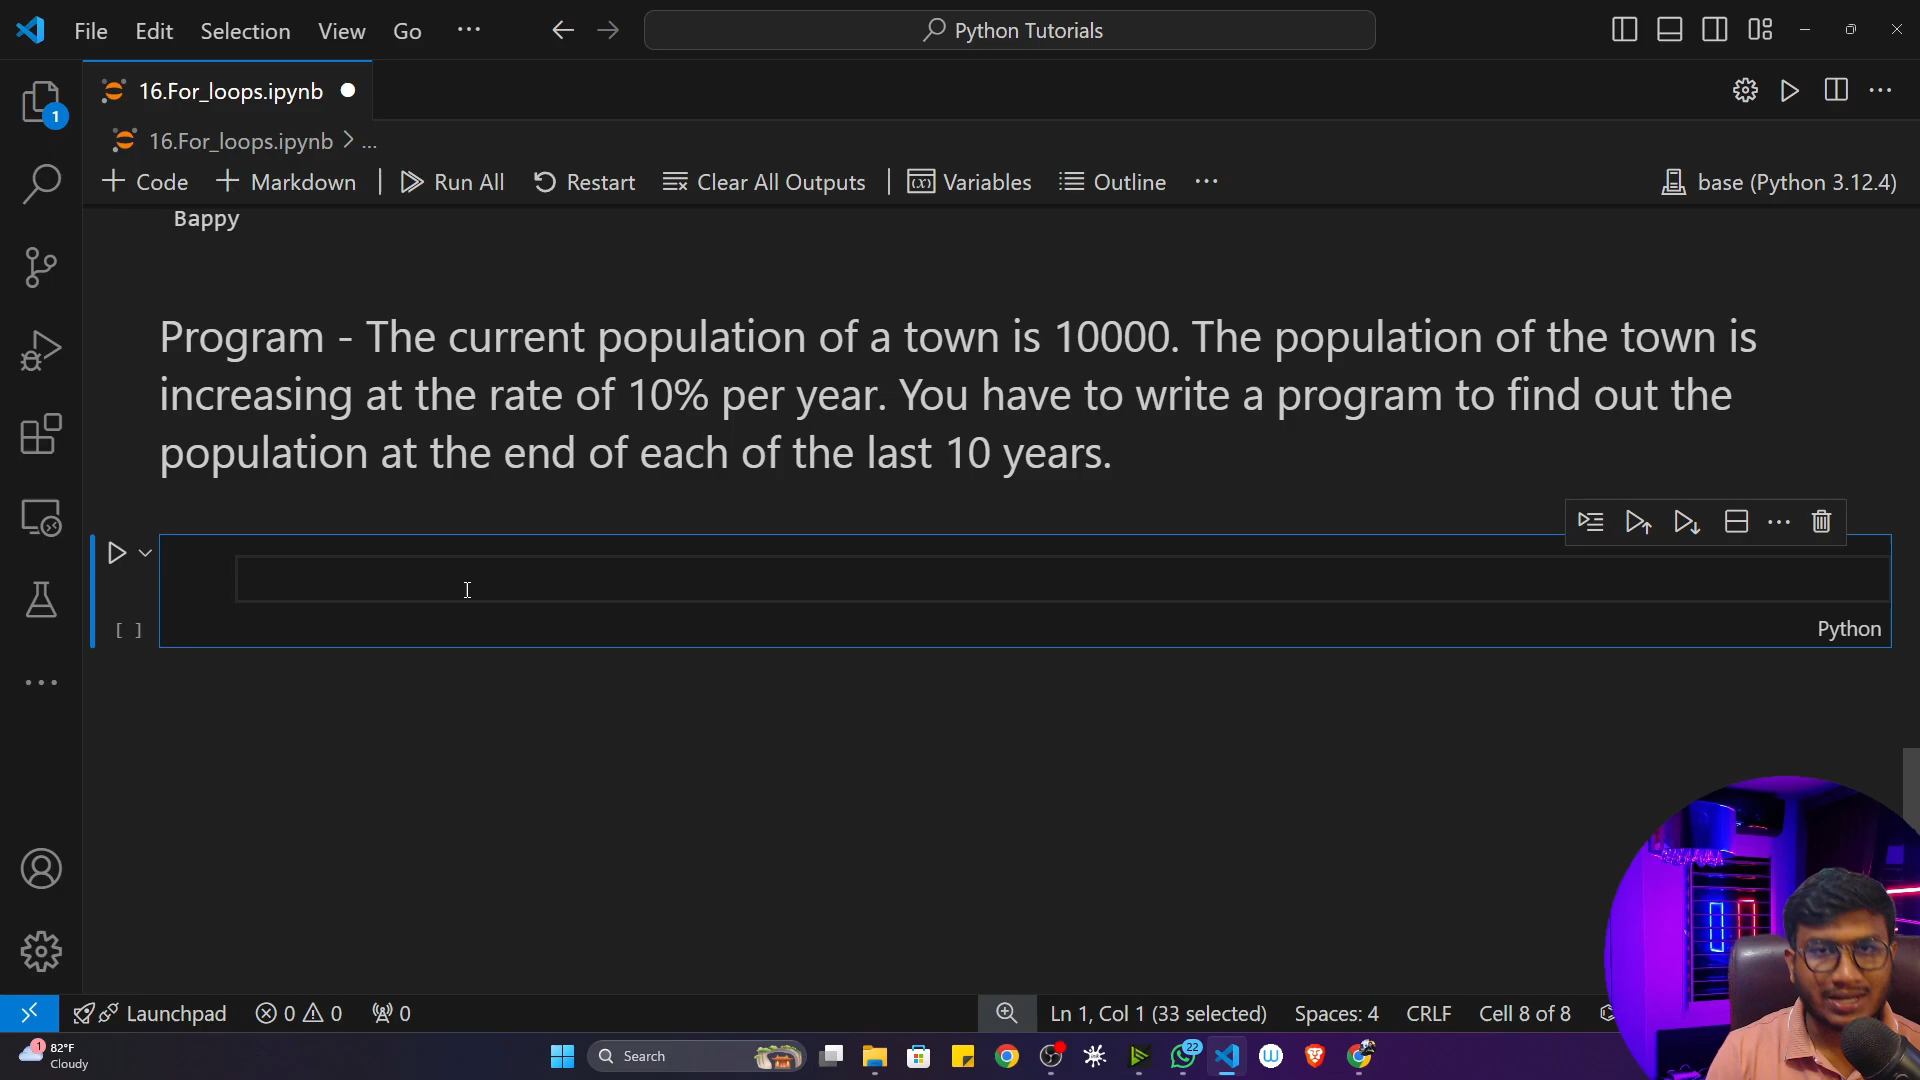 File Edit Selection View Go ···
Python Tutorials
16.For_loops.ipynb
1
16.For_loops.ipynb > ...
+ Code + Markdown | Run All Restart Clear All Outputs | Variables Outline ···
base (Python 3.12.4)
Bappy
Program - The current population of a town is 10000. The population of the town is
increasing at the rate of 10% per year. You have to write a program to find out the
population at the end of each of the last 10 years.
[ ]
Python
Launchpad 0 0 0
Ln 1, Col 1 (33 selected) Spaces: 4 CRLF Cell 8 of 8
1
82°F
Cloudy
Search
22